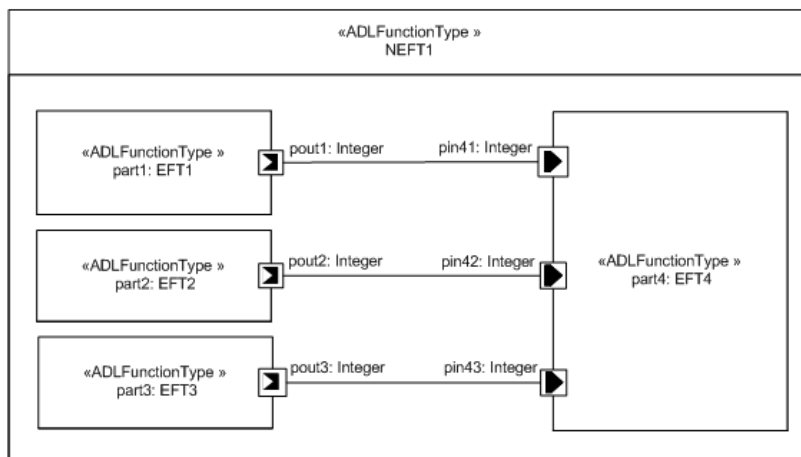 «ADLFunctionType »
NEFT1
«ADLFunctionType »
part1: EFT1
pout1: Integer
pin41: Integer
«ADLFunctionType »
part2: EFT2
pout2: Integer
pin42: Integer
«ADLFunctionType »
part4: EFT4
«ADLFunctionType »
part3: EFT3
pout3: Integer
pin43: Integer